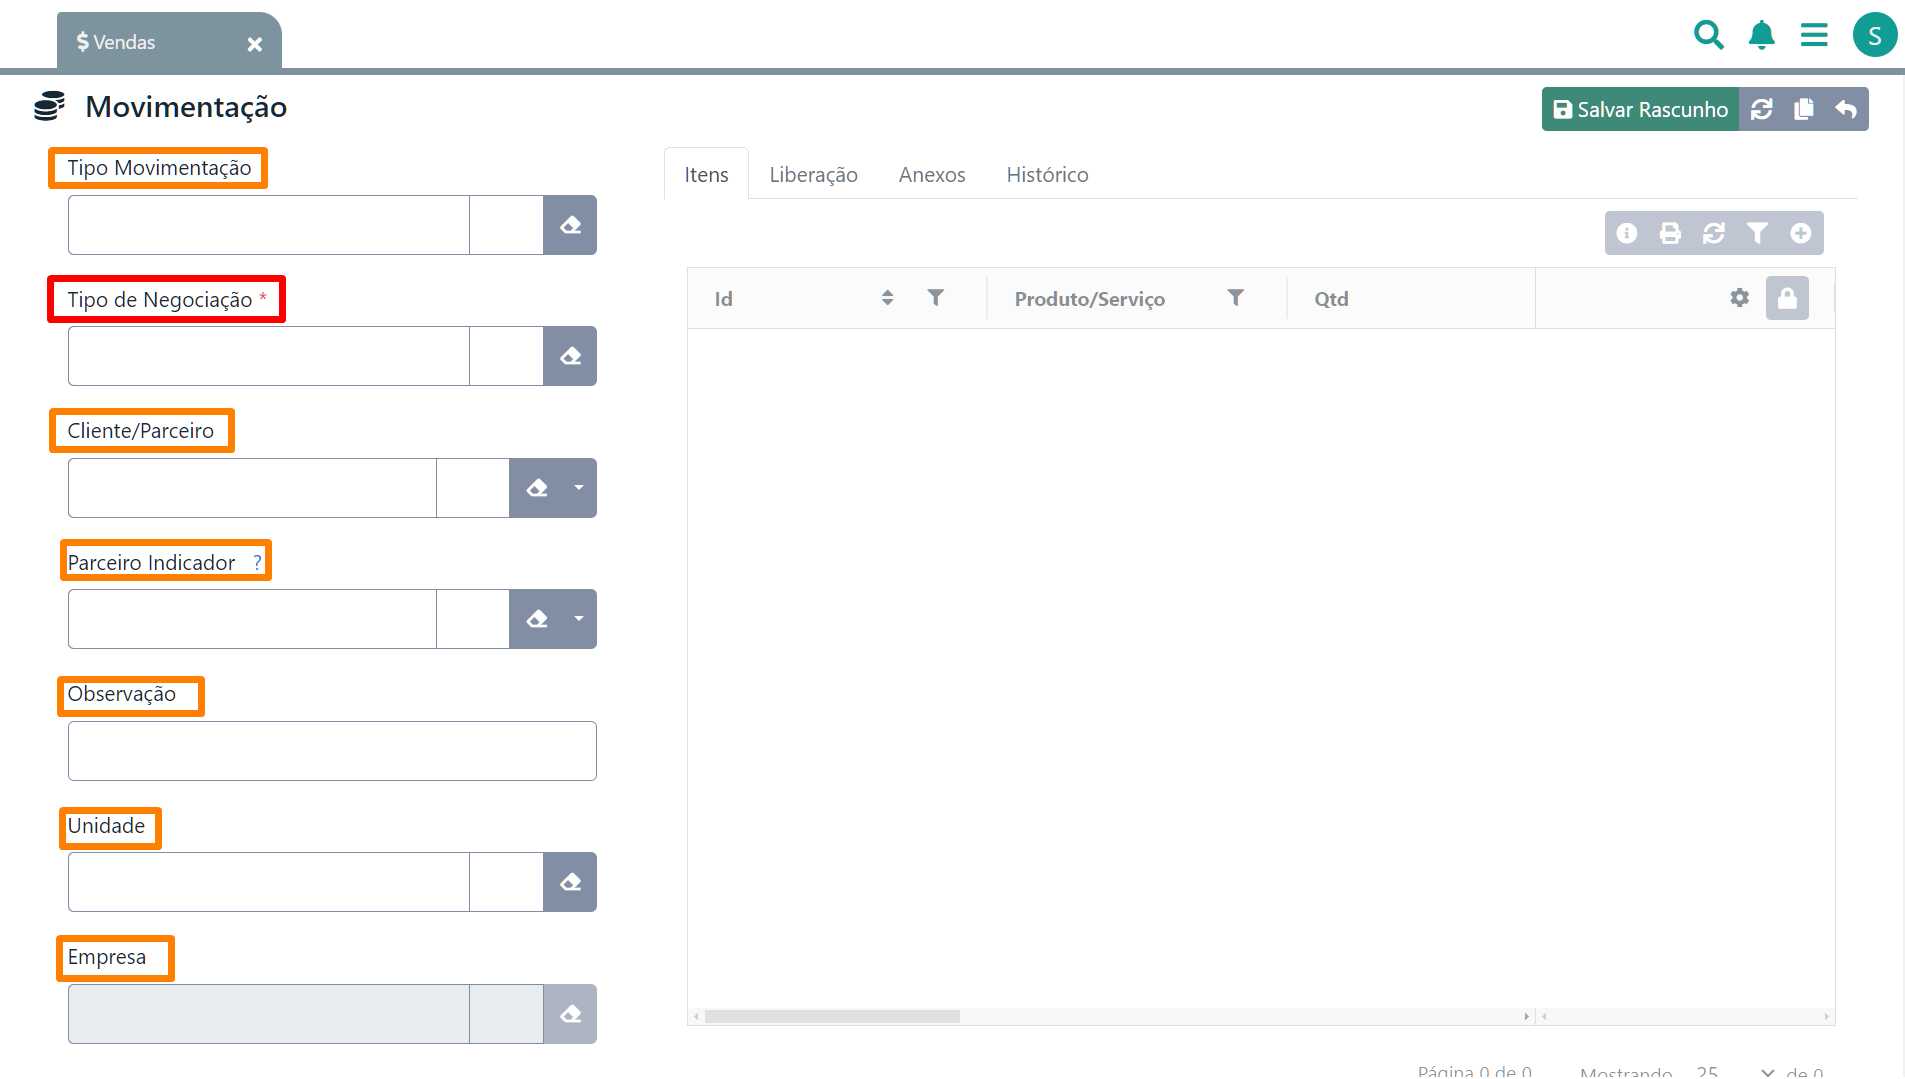 $ Vendas
S
Movimentação
Salvar Rascunho
Tipo Movimentação
Tipo de Negociação *
Cliente/Parceiro
Parceiro Indicador ?
Observação
Unidade
Empresa
Itens Liberação Anexos Histórico
Id Produto/Serviço Qtd
Página 0 de 0 Mostrando 25 de 0